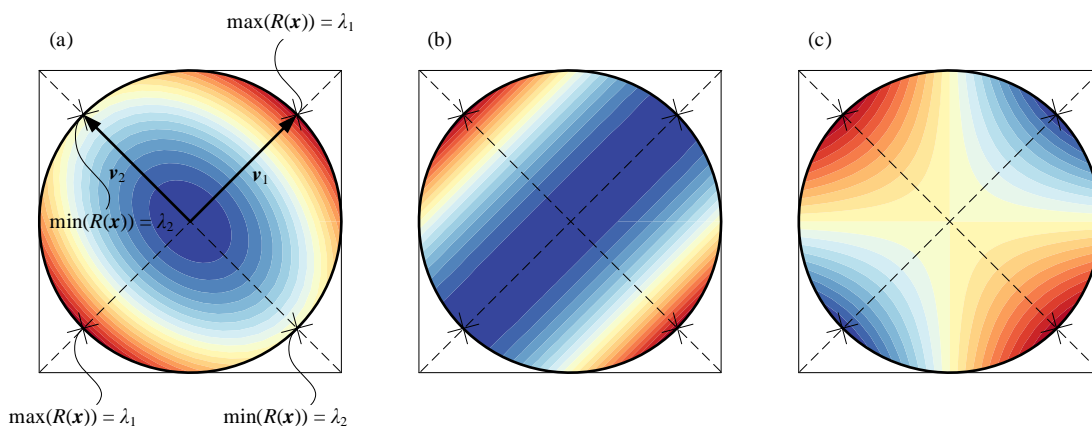 max(R(x)) = λ₁
(a)
(b)
(c)
v₂
v₁
min(R(x)) = λ₂
max(R(x)) = λ₁
min(R(x)) = λ₂